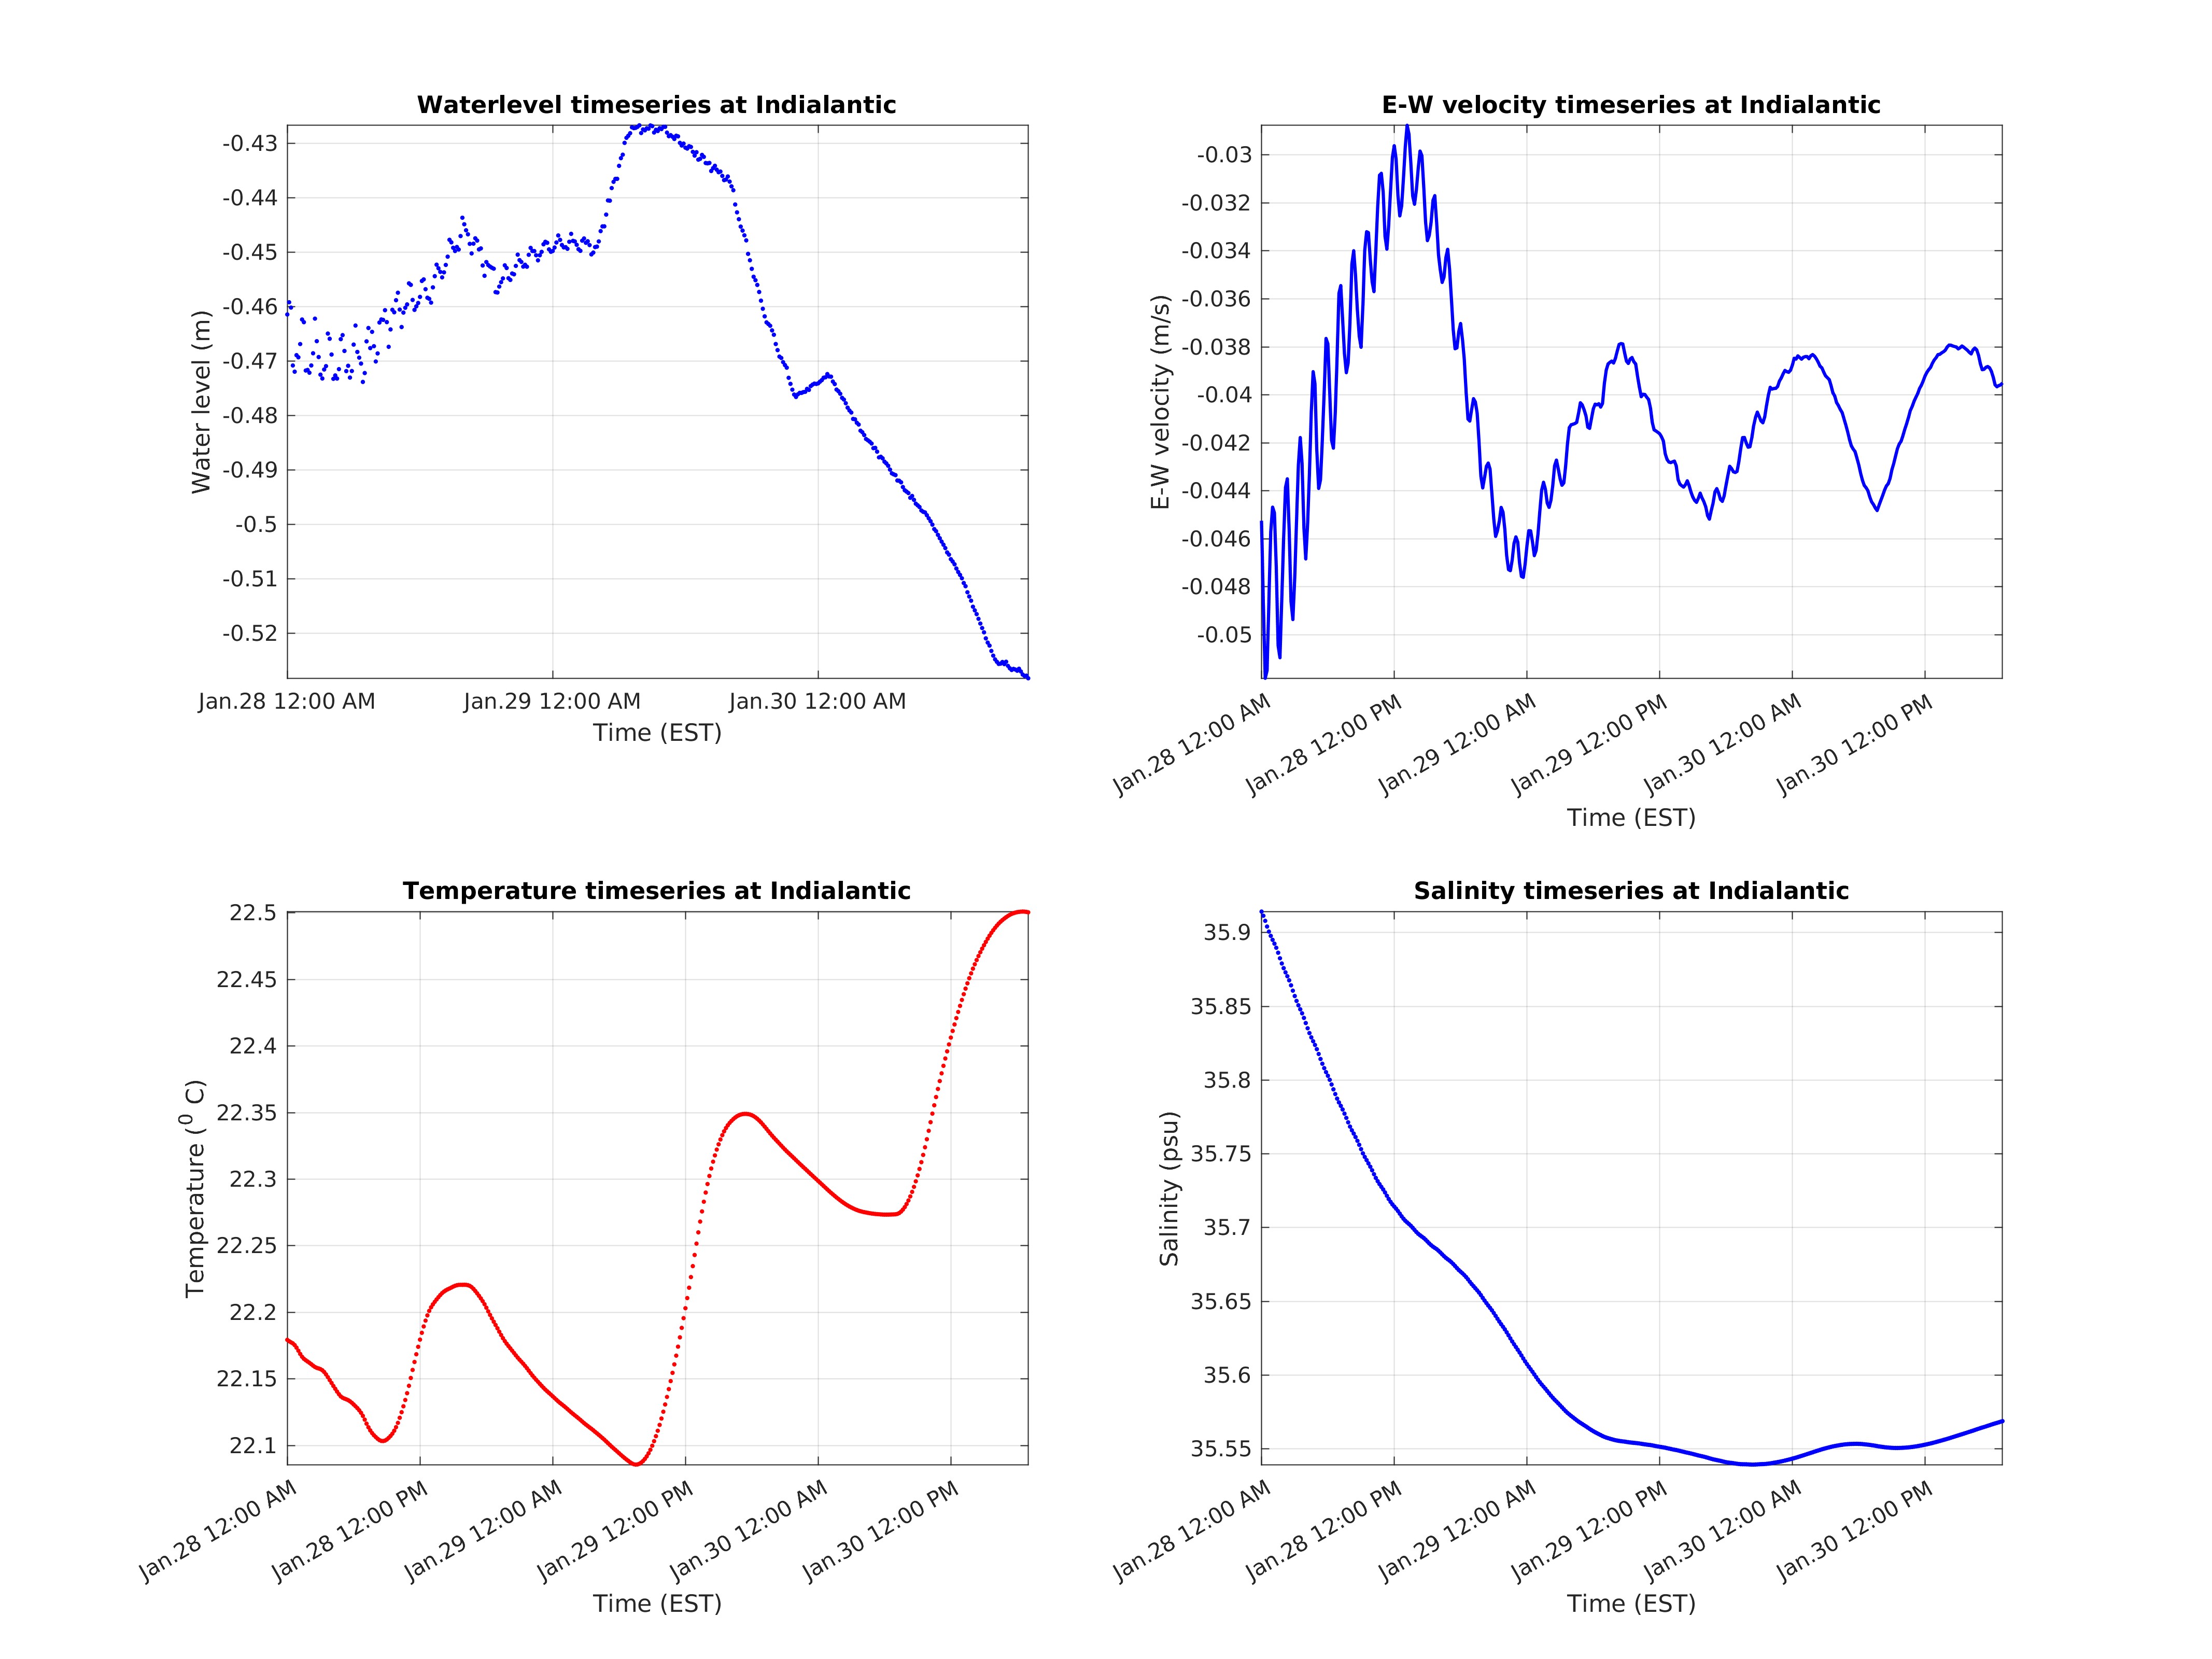 Waterlevel timeseries at Indialantic
-0.43
-0.44
-0.45
-0.46
-0.47
-0.48
-0.49
-0.5
-0.51
-0.52
Water level (m)
Jan.28 12:00 AM
Jan.29 12:00 AM
Jan.30 12:00 AM
Time (EST)
E-W velocity timeseries at Indialantic
-0.03
-0.032
-0.034
-0.036
-0.038
-0.04
-0.042
-0.044
-0.046
-0.048
-0.05
E-W velocity (m/s)
Jan.28 12:00 AM
Jan.28 12:00 PM
Jan.29 12:00 AM
Jan.29 12:00 PM
Jan.30 12:00 AM
Jan.30 12:00 PM
Time (EST)
Temperature timeseries at Indialantic
22.5
22.45
22.4
22.35
22.3
22.25
22.2
22.15
22.1
Temperature (⁰ C)
Jan.28 12:00 AM
Jan.28 12:00 PM
Jan.29 12:00 AM
Jan.29 12:00 PM
Jan.30 12:00 AM
Jan.30 12:00 PM
Time (EST)
Salinity timeseries at Indialantic
35.9
35.85
35.8
35.75
35.7
35.65
35.6
35.55
Salinity (psu)
Jan.28 12:00 AM
Jan.28 12:00 PM
Jan.29 12:00 AM
Jan.29 12:00 PM
Jan.30 12:00 AM
Jan.30 12:00 PM
Time (EST)